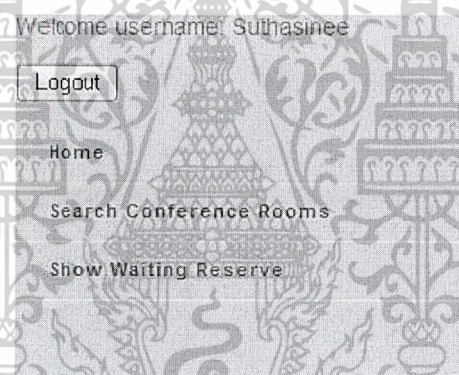 Welcome username: Suthasinee
Logout
Home
Search Conference Rooms
Show Waiting Reserve